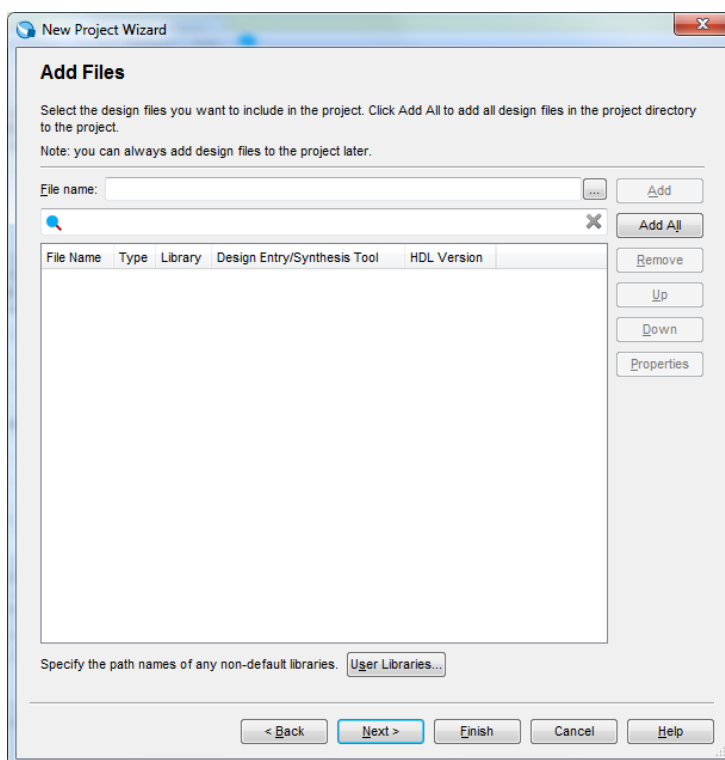 New Project Wizard
Add Files
Select the design files you want to include in the project. Click Add All to add all design files in the project directory
to the project.
Note: you can always add design files to the project later.
File name: ... Add
Add All
File Name Type Library Design Entry/Synthesis Tool HDL Version
Remove
Up
Down
Properties
Specify the path names of any non-default libraries. User Libraries...
< Back Next > Finish Cancel Help